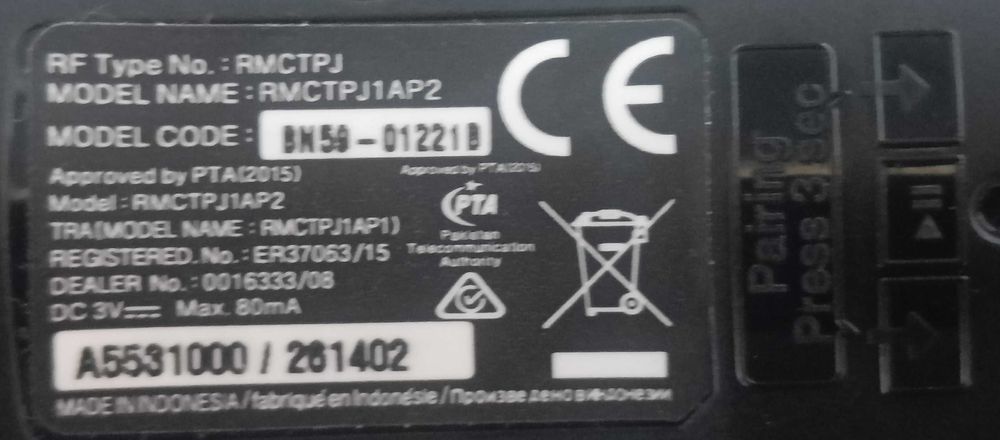 RF Type No. : RMCTPJ
MODEL NAME : RMCTPJ1AP2
MODEL CODE : BN59-01221B
Approved by PTA(2015)
Model : RMCTPJ1AP2
TRA(MODEL NAME : RMCTPJ1AP1)
REGISTERED. No. : ER37063/15
DEALER No. : 0016333/08
DC 3V Max. 80mA
A5531000 / 261402
MADE IN INDONESIA / fabriqué en Indonésie / Произведено в Индонезии
CE
Approved by PTA(2015)
PTA
Pakistan
Telecommunication
Authority
Pairing
Press 3 sec